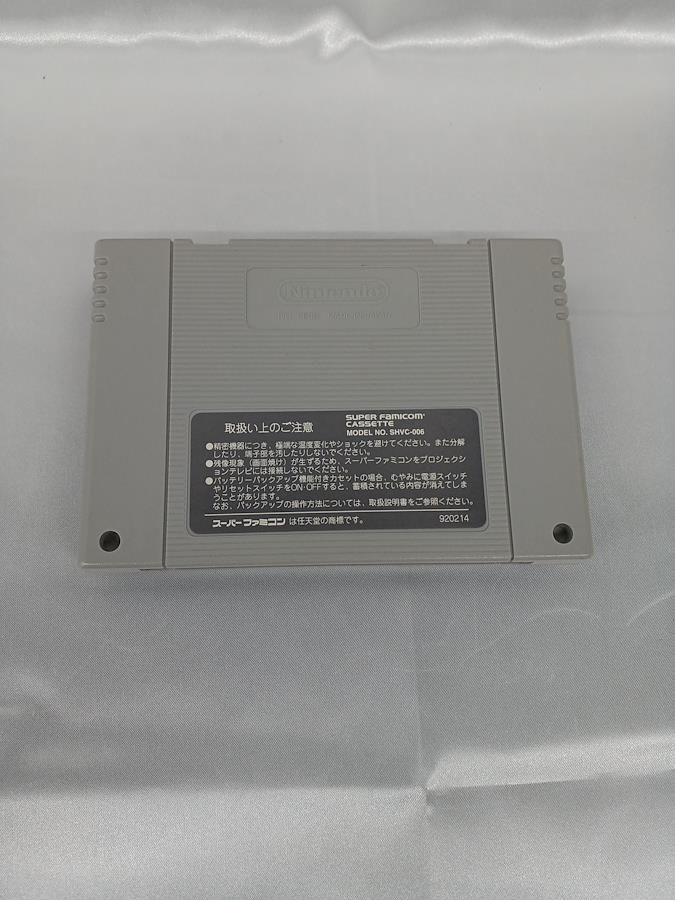 Nintendo
取扱い上のご注意
SUPER FAMICOM
CASSETTE
MODEL NO. SHVC-006
●精密機器につき、極端な温度変化やショックを避けてください。また分解
したり、端子部を汚したりしないでください。
●残像現象（画面焼け）が生ずるため、スーパーファミコンをプロジェクシ
ョンテレビには接続しないでください。
●バッテリーバックアップ機能付きカセットの場合、むやみに電源スイッチ
やリセットスイッチをON・OFFすると、蓄積されている内容が消えてしま
うことがあります。
なお、バックアップの操作方法については、取扱説明書をご参照ください。
スーパーファミコン は任天堂の商標です。
920214